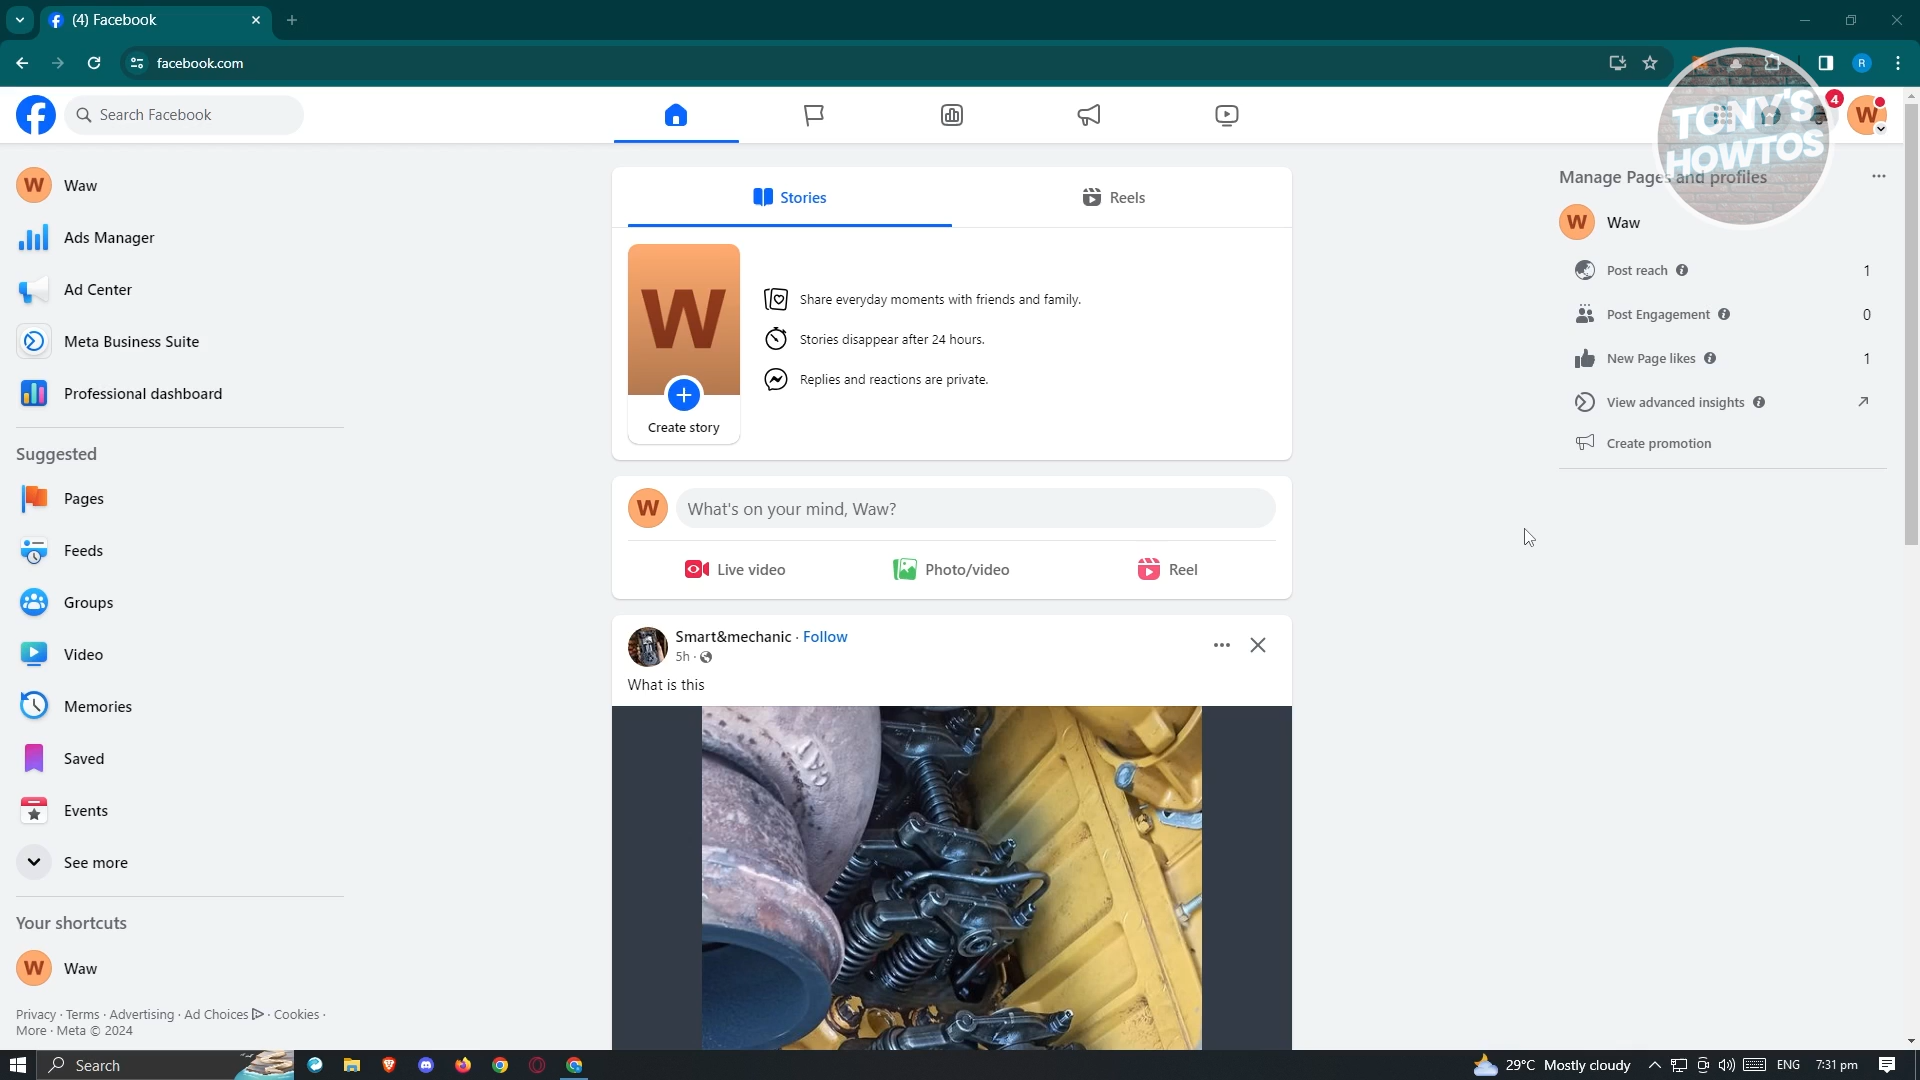 (4) Facebook
facebook.com
R
Search Facebook
4
W
TONY'S
HOWTOS
W Waw
Ads Manager
Ad Center
Meta Business Suite
Professional dashboard
Suggested
Pages
Feeds
Groups
Video
Memories
Saved
Events
See more
Your shortcuts
W Waw
Privacy · Terms · Advertising · Ad Choices · Cookies ·
More · Meta © 2024
Stories
Reels
W
Create story
Share everyday moments with friends and family.
Stories disappear after 24 hours.
Replies and reactions are private.
W What's on your mind, Waw?
Live video
Photo/video
Reel
Smart&mechanic · Follow
5h ·
What is this
Manage Pages and profiles
W Waw
Post reach 1
Post Engagement 0
New Page likes 1
View advanced insights
Create promotion
Search
29°C Mostly cloudy
ENG
7:31 pm